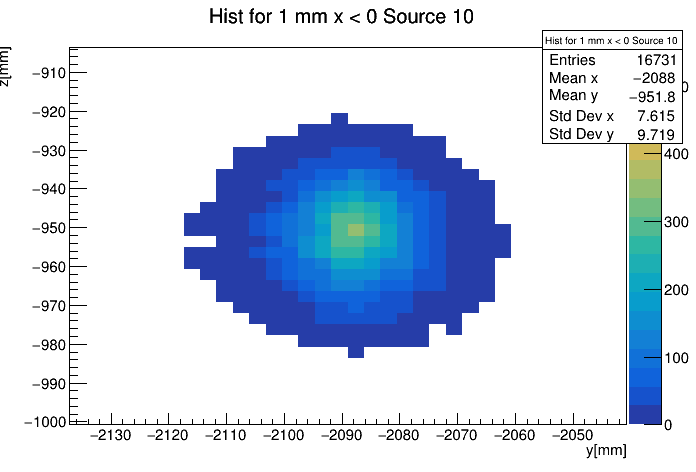 Hist for 1 mm x < 0 Source 10
z[mm]
Hist for 1 mm x < 0 Source 10
Entries 16731
Mean x −2088
Mean y −951.8
Std Dev x 7.615
Std Dev y 9.719
−910
−920
−930
−940
−950
−960
−970
−980
−990
−1000
400
300
200
100
0
−2130 −2120 −2110 −2100 −2090 −2080 −2070 −2060 −2050
y[mm]